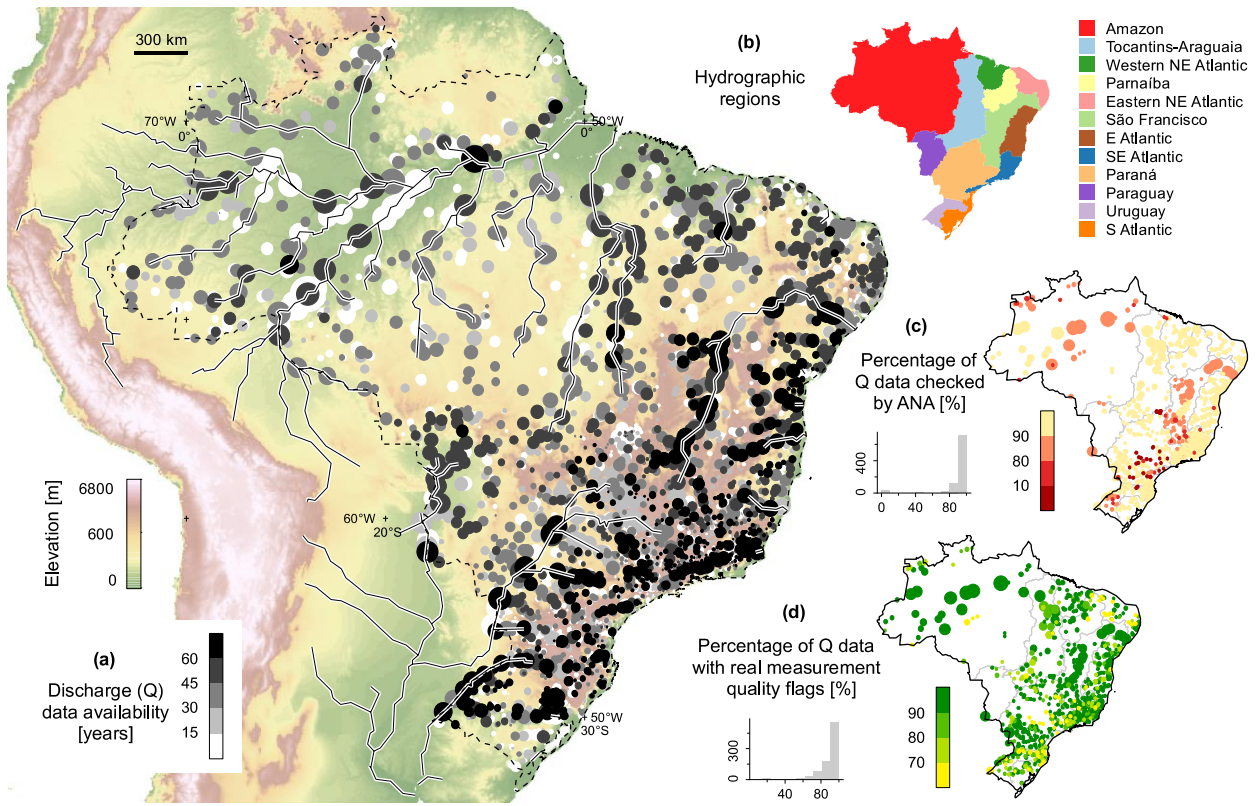 300 km
70°W
0°
50°W
0°
60°W
20°S
50°W
30°S
Elevation [m]
6800
600
0
(a)
Discharge (Q)
data availability
[years]
60
45
30
15
(b)
Hydrographic
regions
Amazon
Tocantins-Araguaia
Western NE Atlantic
Parnaíba
Eastern NE Atlantic
São Francisco
E Atlantic
SE Atlantic
Paraná
Paraguay
Uruguay
S Atlantic
(c)
Percentage of
Q data checked
by ANA [%]
0 400
0 40 80
90
80
10
(d)
Percentage of Q data
with real measurement
quality flags [%]
0 300
40 80
90
80
70